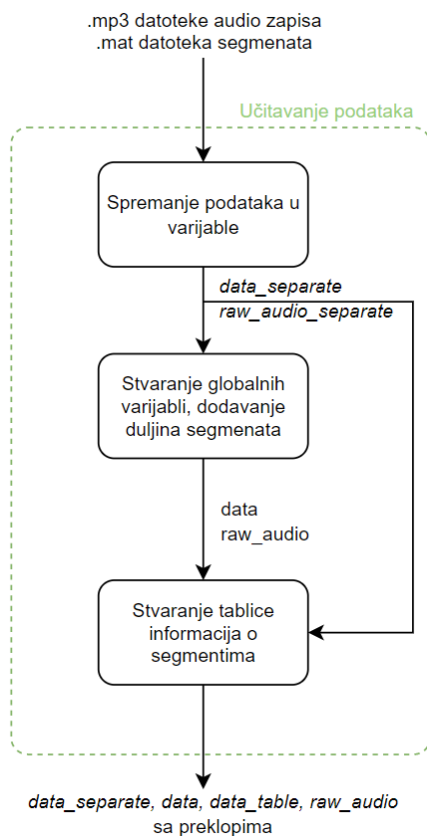 .mp3 datoteke audio zapisa
.mat datoteka segmenata
Učitavanje podataka
Spremanje podataka u
varijable
data_separate
raw_audio_separate
Stvaranje globalnih
varijabli, dodavanje
duljina segmenata
data
raw_audio
Stvaranje tablice
informacija o
segmentima
data_separate, data, data_table, raw_audio
sa preklopima